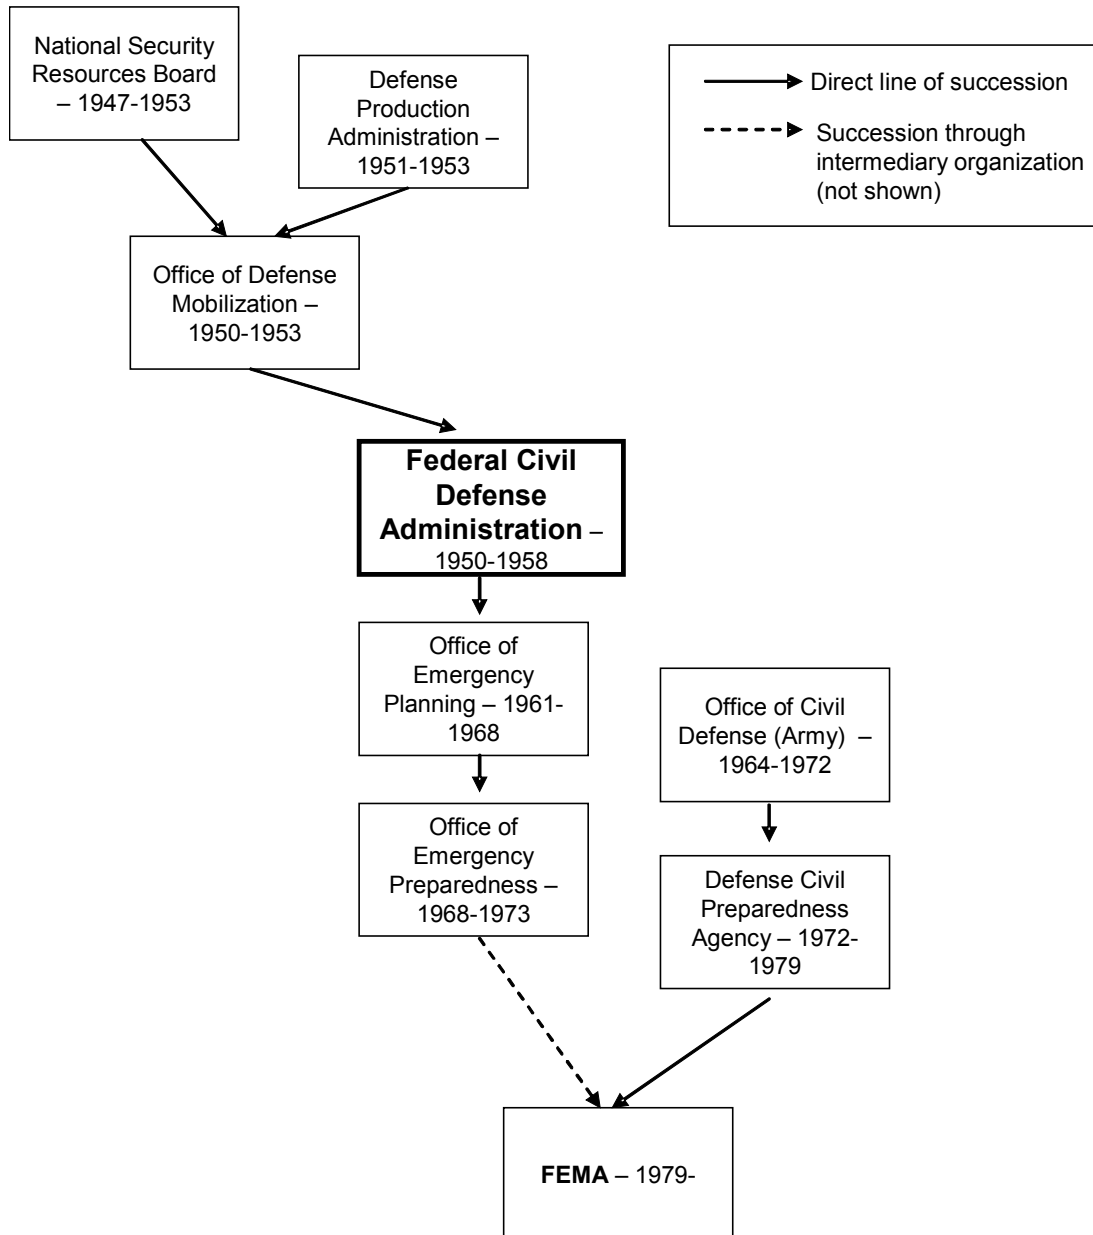 National Security
Resources Board
– 1947-1953
Defense
Production
Administration –
1951-1953
Direct line of succession
Succession through
intermediary organization
(not shown)
Office of Defense
Mobilization –
1950-1953
Federal Civil
Defense
Administration –
1950-1958
Office of
Emergency
Planning – 1961-
1968
Office of Civil
Defense (Army) –
1964-1972
Office of
Emergency
Preparedness –
1968-1973
Defense Civil
Preparedness
Agency – 1972-
1979
FEMA – 1979-